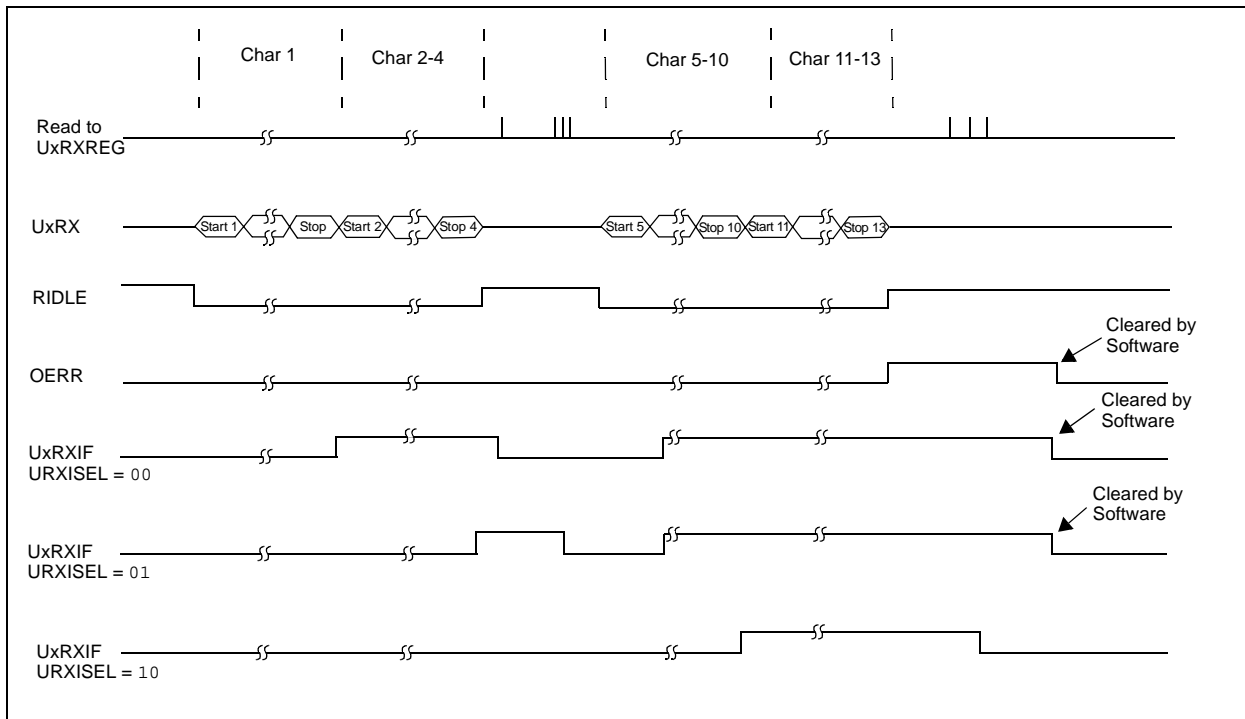 Char 1
Char 2-4
Char 5-10
Char 11-13
Read to
UxRXREG
UxRX
Start 1
Stop
Start 2
Stop 4
Start 5
Stop 10
Start 11
Stop 13
RIDLE
Cleared by
Software
OERR
Cleared by
Software
UxRXIF
URXISEL = 00
Cleared by
Software
UxRXIF
URXISEL = 01
UxRXIF
URXISEL = 10